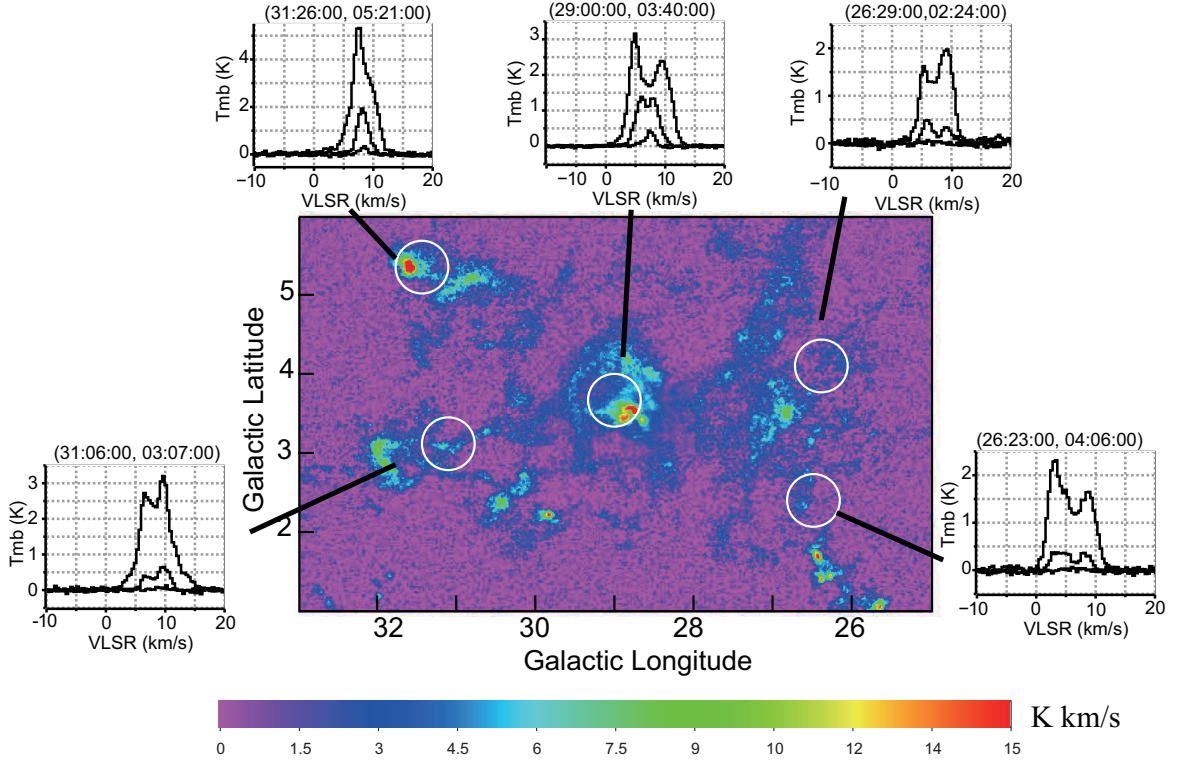 (31:26:00, 05:21:00)
4
2
0
Tmb (K)
−10 0 10 20
VLSR (km/s)
(29:00:00, 03:40:00)
3
2
1
0
Tmb (K)
−10 0 10 20
VLSR (km/s)
(26:29:00,02:24:00)
2
1
0
Tmb (K)
−10 0 10 20
VLSR (km/s)
5
4
3
2
Galactic Latitude
32 30 28 26
Galactic Longitude
(31:06:00, 03:07:00)
3
2
1
0
Tmb (K)
-10 0 10 20
VLSR (km/s)
(26:23:00, 04:06:00)
2
1
0
Tmb (K)
−10 0 10 20
VLSR (km/s)
0 1.5 3 4.5 6 7.5 9 10 12 14 15
K km/s